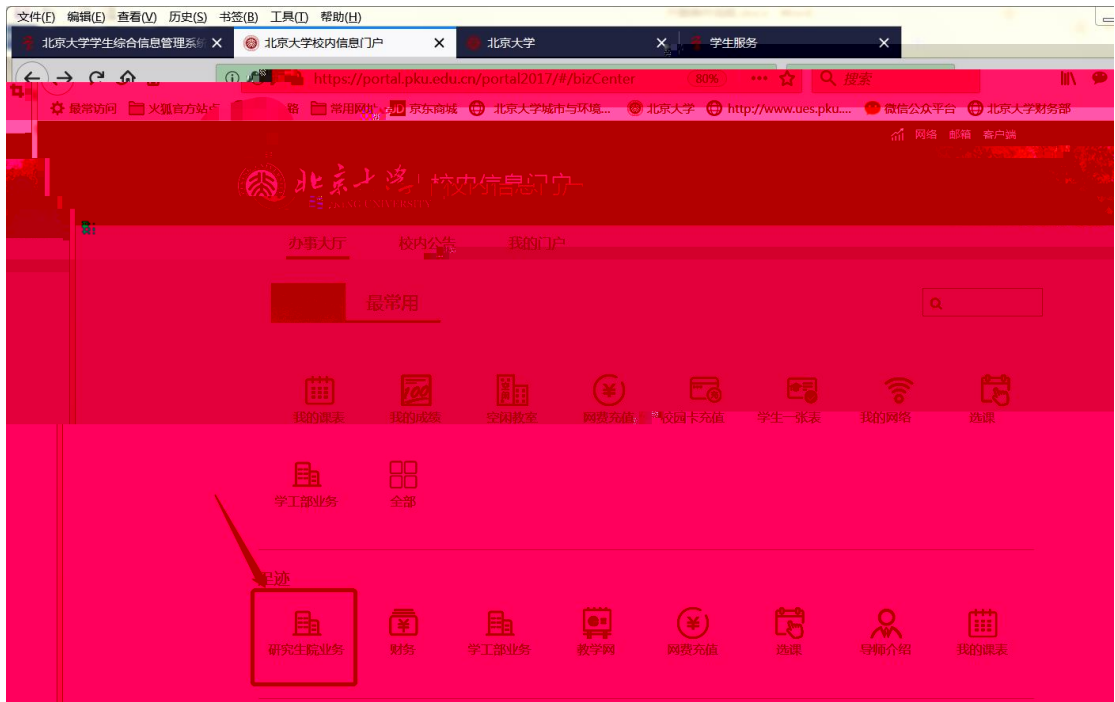 文件(F) 编辑(E) 查看(V) 历史(S) 书签(B) 工具(T) 帮助(H)
北京大学学生综合信息管理系统 北京大学校内信息门户 北京大学 学生服务
https://portal.pku.edu.cn/portal2017/#/bizCenter 80% 搜索
最常访问 火狐官方站点 常用网址 JD 京东商城 北京大学城市与环境... 北京大学 http://www.ues.pku.... 微信公众平台 北京大学财务部
网络 邮箱 客户端
北京大学 校内信息门户
PEKING UNIVERSITY
办事大厅 校内公告 我的门户
最常用
我的课表 我的成绩 空闲教室 网费充值 校园卡充值 学生一张表 我的网络 选课
学工部业务 全部
足迹
研究生院业务 财务 学工部业务 教学网 网费充值 选课 导师介绍 我的课表